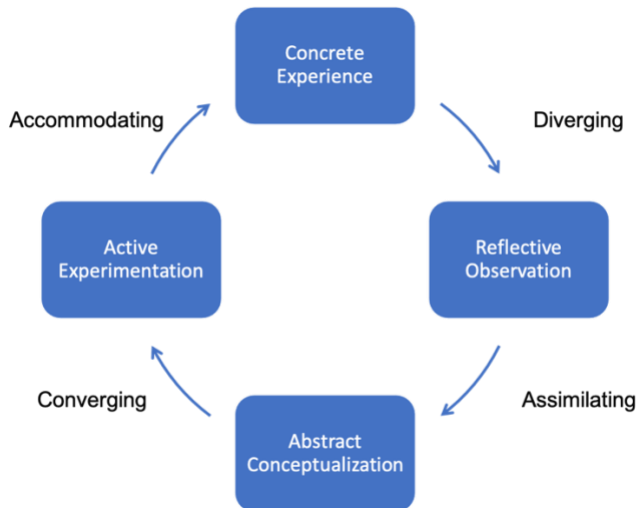 Concrete
Experience
Accommodating
Diverging
Active
Experimentation
Reflective
Observation
Converging
Assimilating
Abstract
Conceptualization